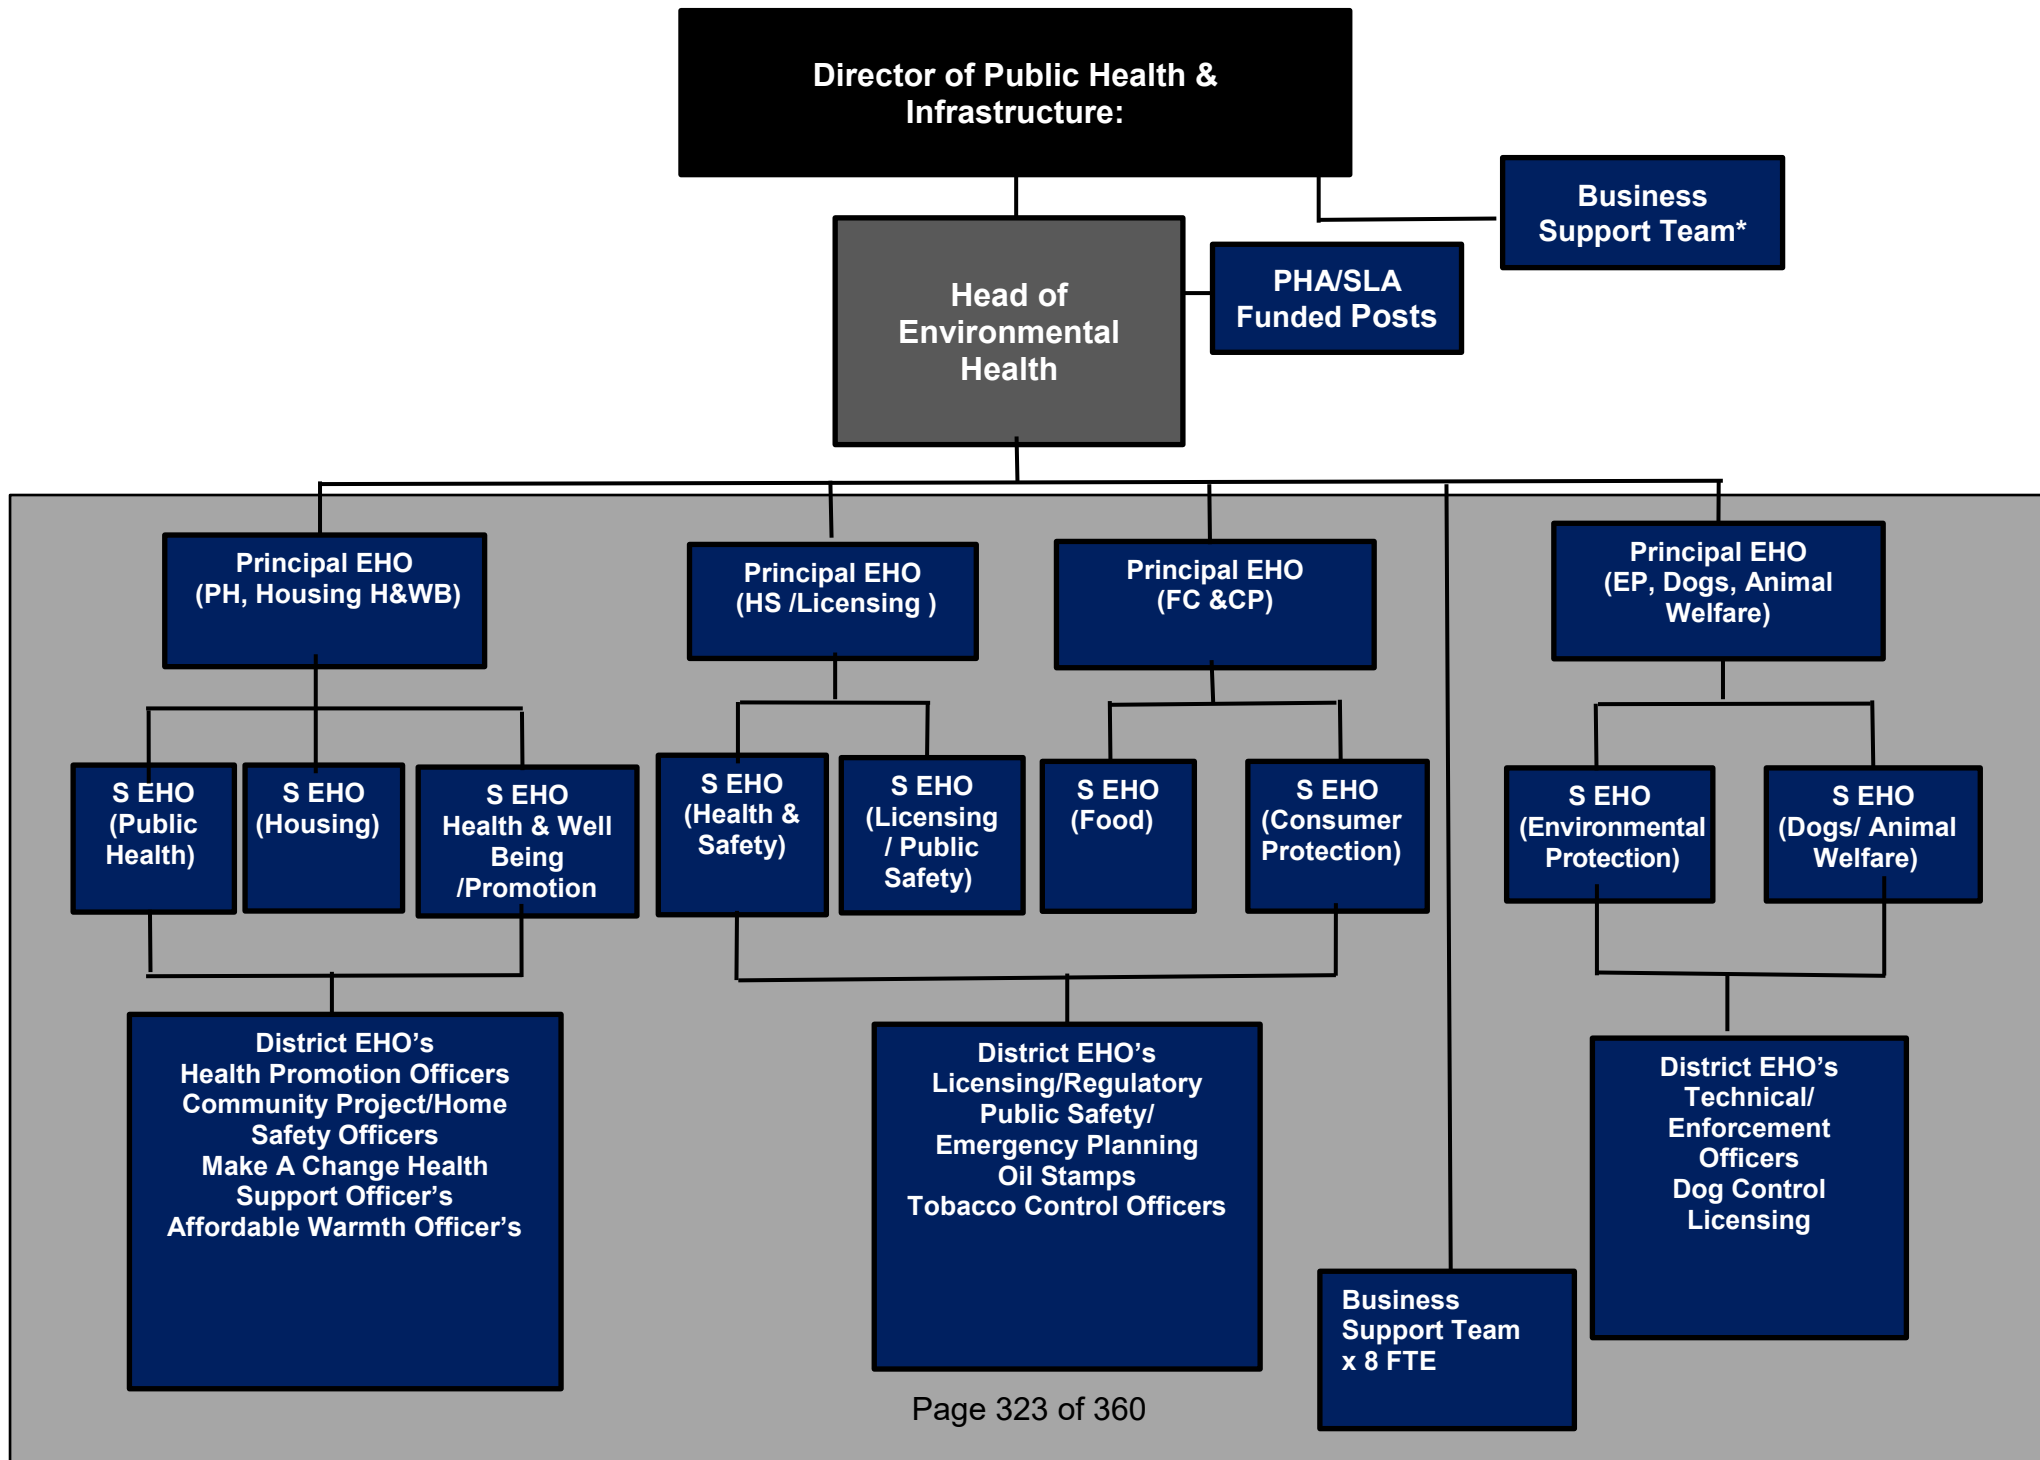 Director of Public Health &
Infrastructure:
Business
Support Team*
PHA/SLA
Funded Posts
Head of
Environmental
Health
Principal EHO
(PH, Housing H&WB)
Principal EHO
(HS /Licensing )
Principal EHO
(FC &CP)
Principal EHO
(EP, Dogs, Animal
Welfare)
S EHO
(Public
Health)
S EHO
(Housing)
S EHO
Health & Well
Being
/Promotion
S EHO
(Health &
Safety)
S EHO
(Licensing
/ Public
Safety)
S EHO
(Food)
S EHO
(Consumer
Protection)
S EHO
(Environmental
Protection)
S EHO
(Dogs/ Animal
Welfare)
District EHO’s
Health Promotion Officers
Community Project/Home
Safety Officers
Make A Change Health
Support Officer’s
Affordable Warmth Officer’s
District EHO’s
Licensing/Regulatory
Public Safety/
Emergency Planning
Oil Stamps
Tobacco Control Officers
District EHO’s
Technical/
Enforcement
Officers
Dog Control
Licensing
Business
Support Team
x 8 FTE
Page 323 of 360